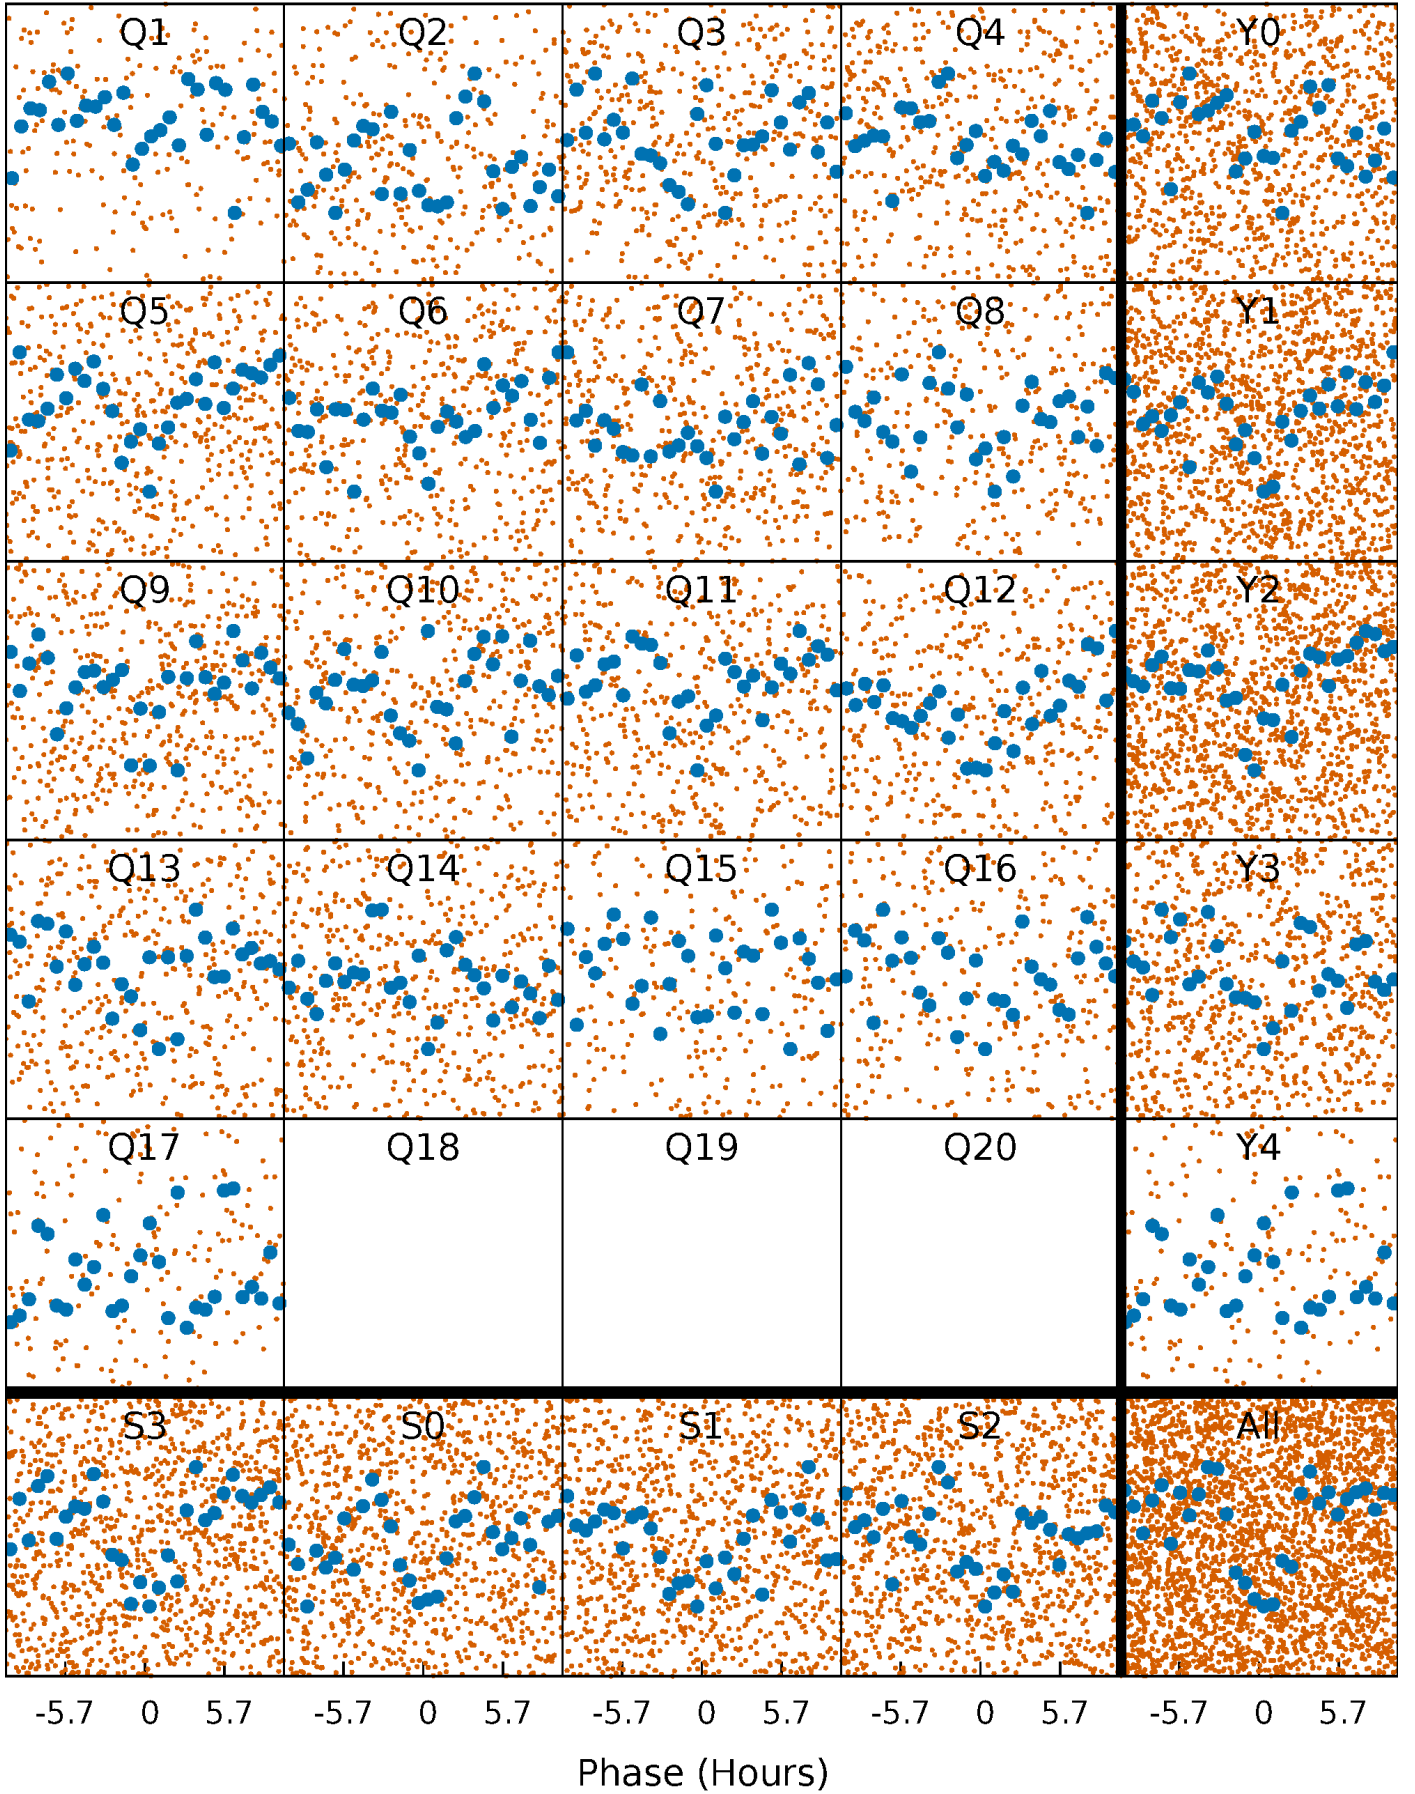 Q1 Q2 Q3 Q4 Y0
Q5 Q6 Q7 Q8 Y1
Q9 Q10 Q11 Q12 Y2
Q13 Q14 Q15 Q16 Y3
Q17 Q18 Q19 Q20 Y4
S3 S0 S1 S2 All
-5.7 0 5.7 -5.7 0 5.7 -5.7 0 5.7 -5.7 0 5.7 -5.7 0 5.7
Phase (Hours)